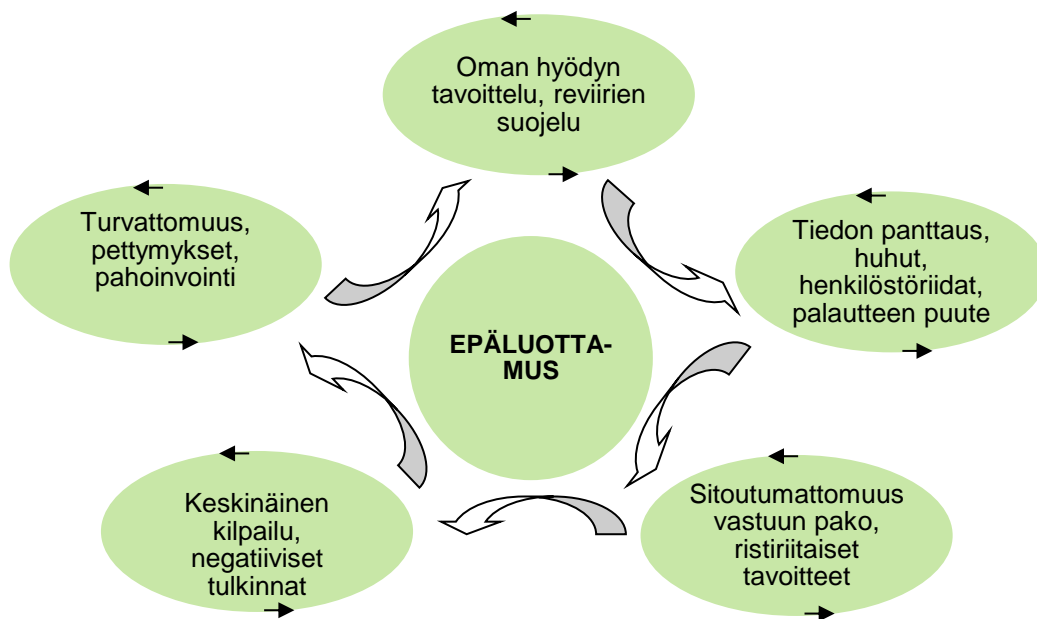 Oman hyödyn
tavoittelu, reviirien
suojelu
Turvattomuus,
pettymykset,
pahoinvointi
Tiedon panttaus,
huhut,
henkilöstöriidat,
palautteen puute
EPÄLUOTTA-
MUS
Keskinäinen
kilpailu,
negatiiviset
tulkinnat
Sitoutumattomuus
vastuun pako,
ristiriitaiset
tavoitteet